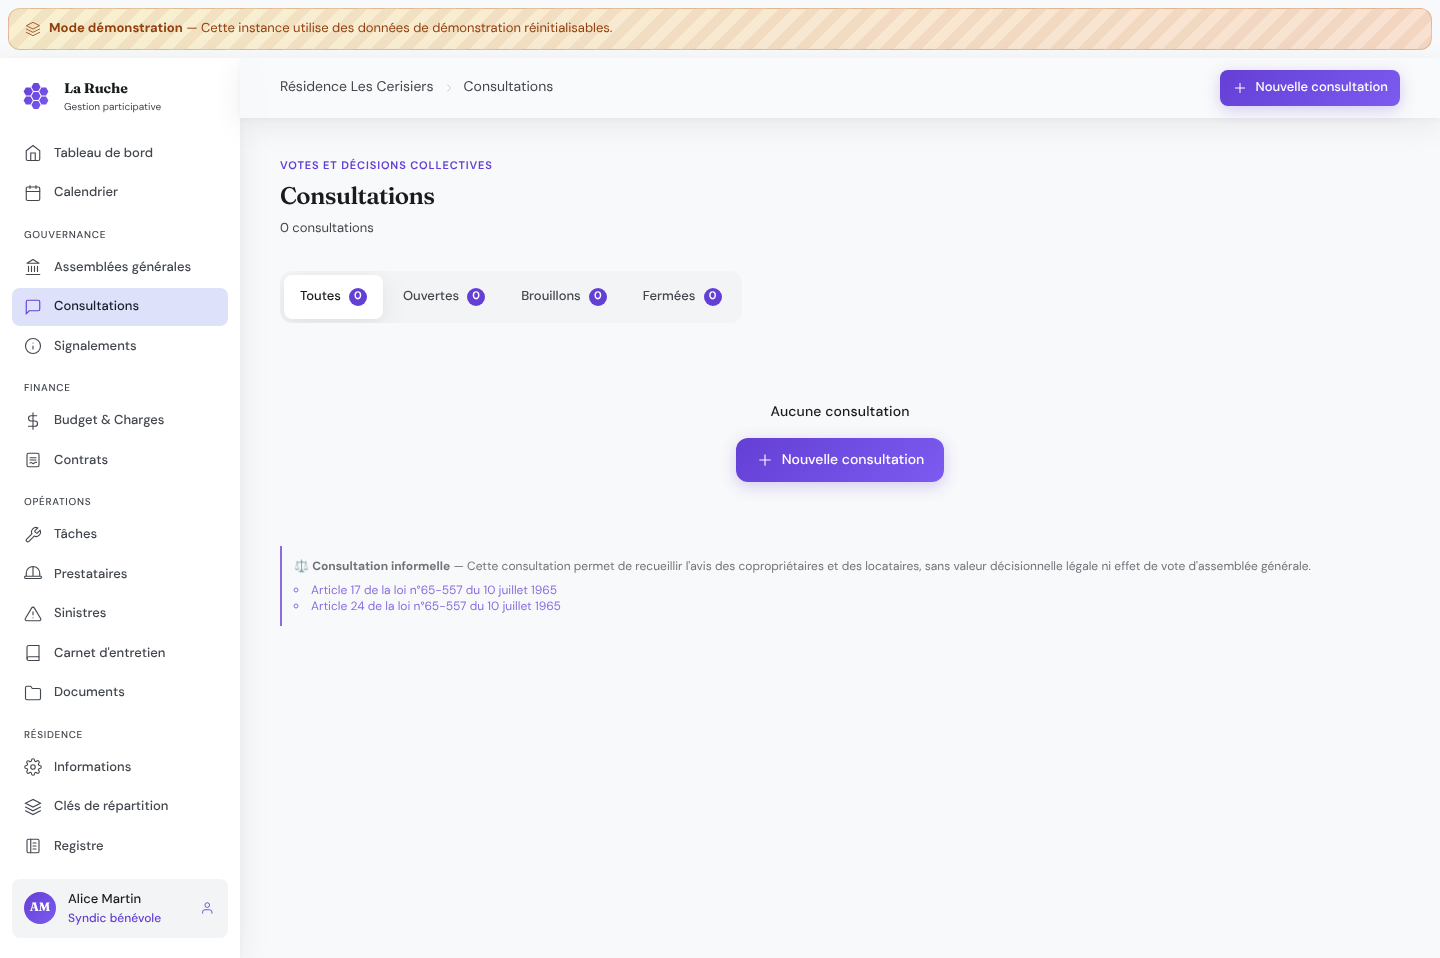 Mode démonstration — Cette instance utilise des données de démonstration réinitialisables.
La Ruche
Gestion participative
Tableau de bord
Calendrier
GOUVERNANCE
Assemblées générales
Consultations
Signalements
FINANCE
Budget & Charges
Contrats
OPÉRATIONS
Tâches
Prestataires
Sinistres
Carnet d'entretien
Documents
RÉSIDENCE
Informations
Clés de répartition
Registre
AM
Alice Martin
Syndic bénévole
Résidence Les Cerisiers > Consultations
+ Nouvelle consultation
VOTES ET DÉCISIONS COLLECTIVES
Consultations
0 consultations
Toutes 0 Ouvertes 0 Brouillons 0 Fermées 0
Aucune consultation
+ Nouvelle consultation
⚖️ Consultation informelle — Cette consultation permet de recueillir l'avis des copropriétaires et des locataires, sans valeur décisionnelle légale ni effet de vote d'assemblée générale.
Article 17 de la loi n°65-557 du 10 juillet 1965
Article 24 de la loi n°65-557 du 10 juillet 1965